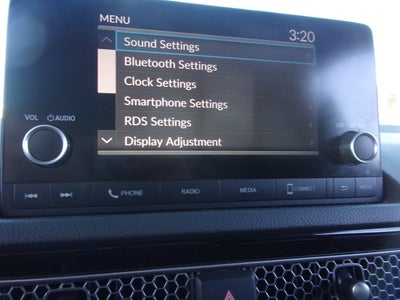 MENU
3:20
Sound Settings
Bluetooth Settings
Clock Settings
Smartphone Settings
RDS Settings
Display Adjustment
VOL AUDIO
PHONE RADIO MEDIA CONNECT MENU